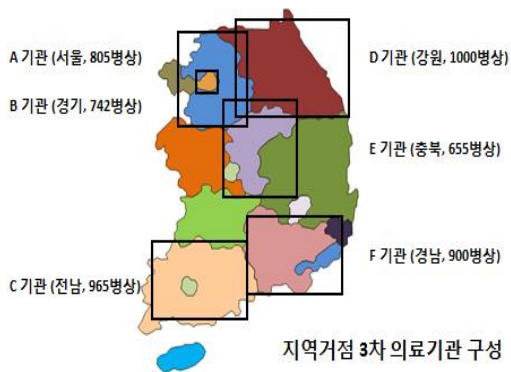 A 기관 (서울, 805병상)
B 기관 (경기, 742병상)
C 기관 (전남, 965병상)
D 기관 (강원, 1000병상)
E 기관 (충북, 655병상)
F 기관 (경남, 900병상)
지역거점 3차 의료기관 구성